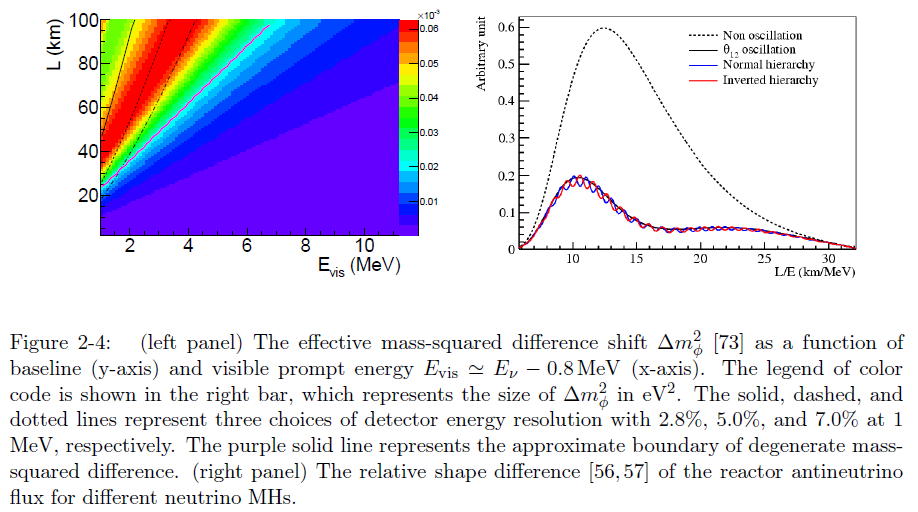 L (km)
100
80
60
40
20
2
4
6
8
10
E_vis (MeV)
×10^-3
0.06
0.05
0.04
0.03
0.02
0.01
Arbitrary unit
0.6
0.5
0.4
0.3
0.2
0.1
0
10
15
20
25
30
L/E (km/MeV)
Non oscillation
θ_12 oscillation
Normal hierarchy
Inverted hierarchy
Figure 2-4: (left panel) The effective mass-squared difference shift Δm²_ϕ [73] as a function of
baseline (y-axis) and visible prompt energy E_vis ≃ E_ν − 0.8 MeV (x-axis). The legend of color
code is shown in the right bar, which represents the size of Δm²_ϕ in eV². The solid, dashed, and
dotted lines represent three choices of detector energy resolution with 2.8%, 5.0%, and 7.0% at 1
MeV, respectively. The purple solid line represents the approximate boundary of degenerate mass-
squared difference. (right panel) The relative shape difference [56, 57] of the reactor antineutrino
flux for different neutrino MHs.